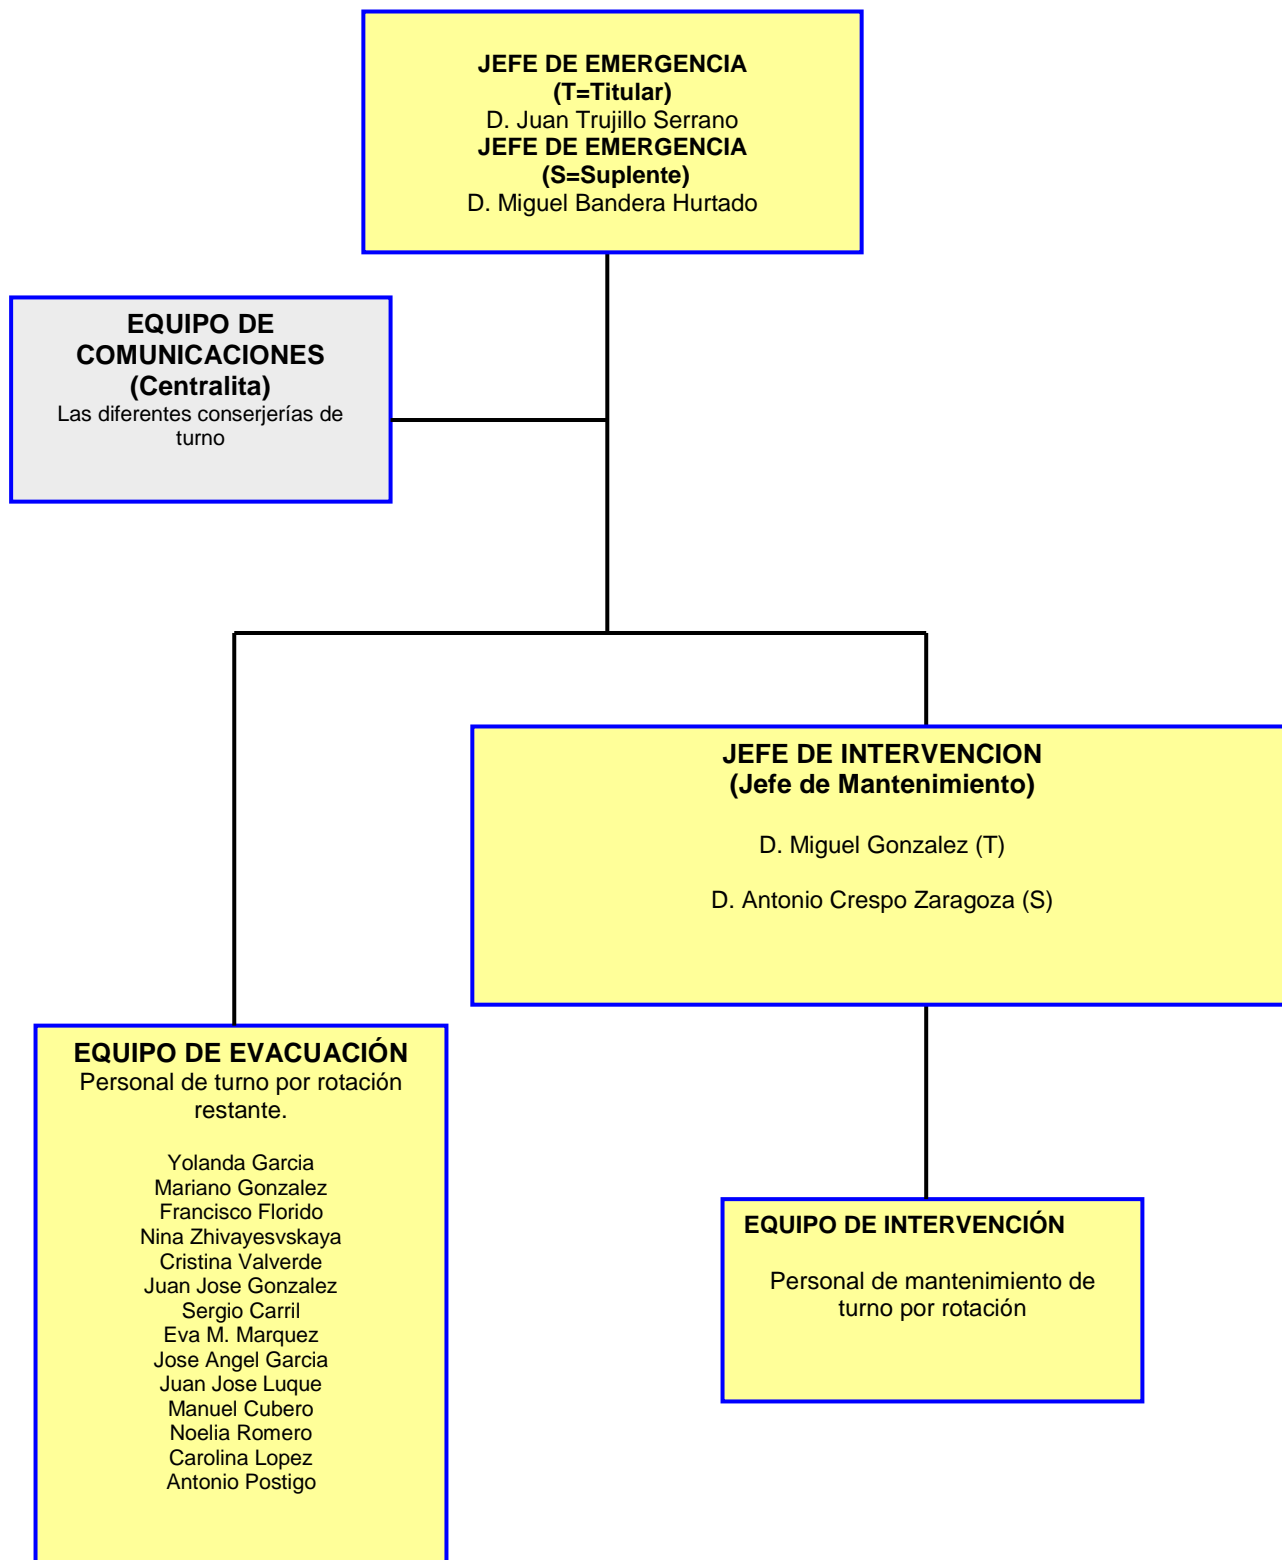 JEFE DE EMERGENCIA
(T=Titular)
D. Juan Trujillo Serrano
JEFE DE EMERGENCIA
(S=Suplente)
D. Miguel Bandera Hurtado
EQUIPO DE
COMUNICACIONES
(Centralita)
Las diferentes conserjerías de
turno
JEFE DE INTERVENCION
(Jefe de Mantenimiento)
D. Miguel Gonzalez (T)
D. Antonio Crespo Zaragoza (S)
EQUIPO DE EVACUACIÓN
Personal de turno por rotación
restante.
Yolanda Garcia
Mariano Gonzalez
Francisco Florido
Nina Zhivayesvskaya
Cristina Valverde
Juan Jose Gonzalez
Sergio Carril
Eva M. Marquez
Jose Angel Garcia
Juan Jose Luque
Manuel Cubero
Noelia Romero
Carolina Lopez
Antonio Postigo
EQUIPO DE INTERVENCIÓN
Personal de mantenimiento de
turno por rotación